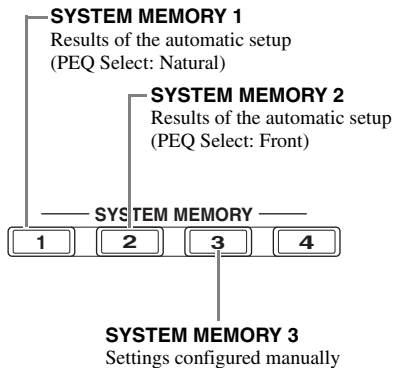 SYSTEM MEMORY 1
Results of the automatic setup
(PEQ Select: Natural)
SYSTEM MEMORY 2
Results of the automatic setup
(PEQ Select: Front)
SYSTEM MEMORY
1 2 3 4
SYSTEM MEMORY 3
Settings configured manually